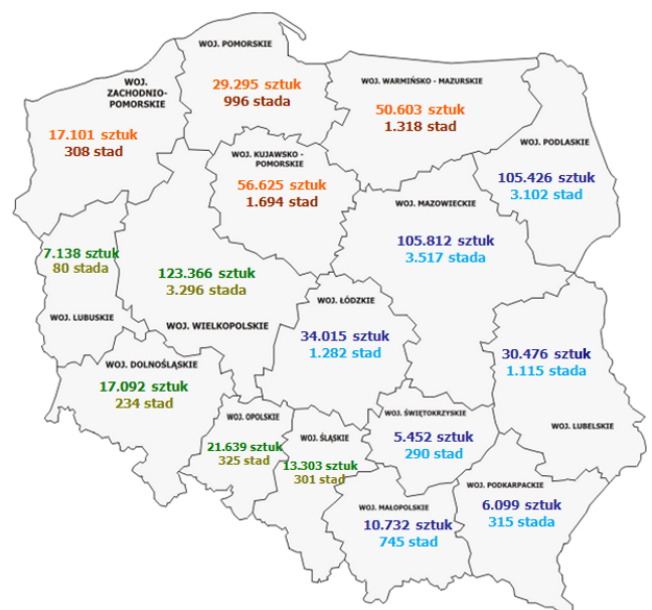 WOJ. POMORSKIE
29.295 sztuk
996 stada
WOJ.
ZACHODNIO-
POMORSKIE
17.101 sztuk
308 stad
WOJ. WARMIŃSKO - MAZURSKIE
50.603 sztuk
1.318 stad
WOJ. PODLASKIE
105.426 sztuk
3.102 stad
WOJ. KUJAWSKO -
POMORSKIE
56.625 sztuk
1.694 stad
WOJ. MAZOWIECKIE
105.812 sztuk
3.517 stada
7.138 sztuk
80 stada
WOJ. LUBUSKIE
123.366 sztuk
3.296 stada
WOJ. WIELKOPOLSKIE
WOJ. ŁÓDZKIE
34.015 sztuk
1.282 stad
30.476 sztuk
1.115 stada
WOJ. LUBELSKIE
WOJ. DOLNOŚLĄSKIE
17.092 sztuk
234 stad
WOJ. OPOLSKIE
21.639 sztuk
325 stad
WOJ. ŚLĄSKIE
13.303 sztuk
301 stad
WOJ. ŚWIĘTOKRZYSKIE
5.452 sztuk
290 stad
WOJ. MAŁOPOLSKIE
10.732 sztuk
745 stad
WOJ. PODKARPACKIE
6.099 sztuk
315 stada